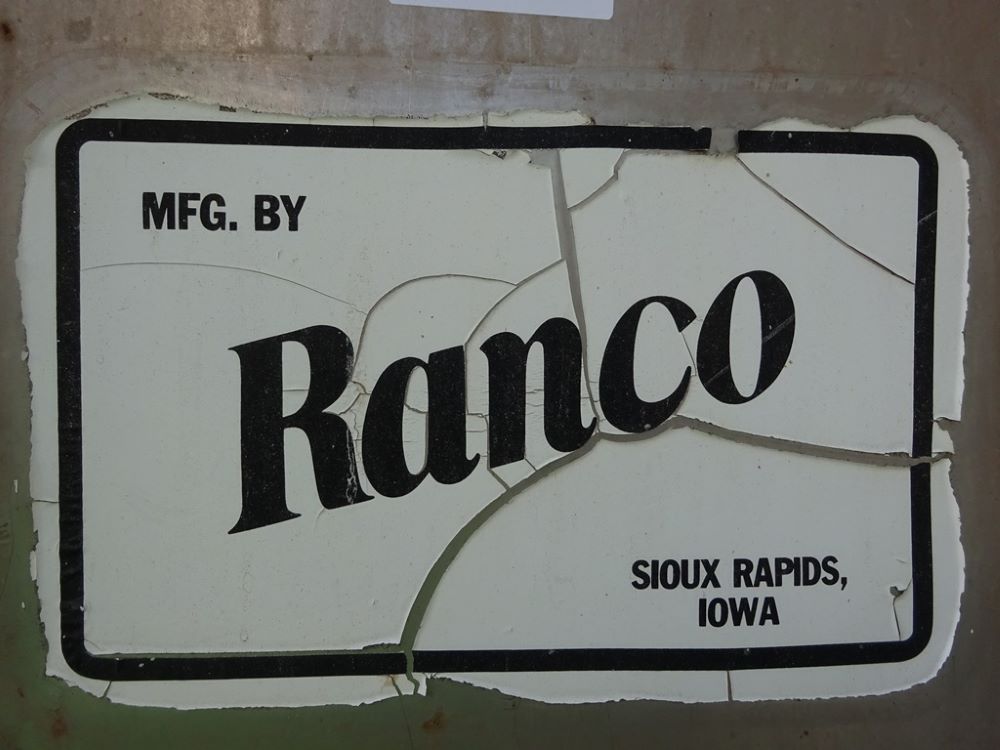 MFG. BY
Ranco
SIOUX RAPIDS,
IOWA